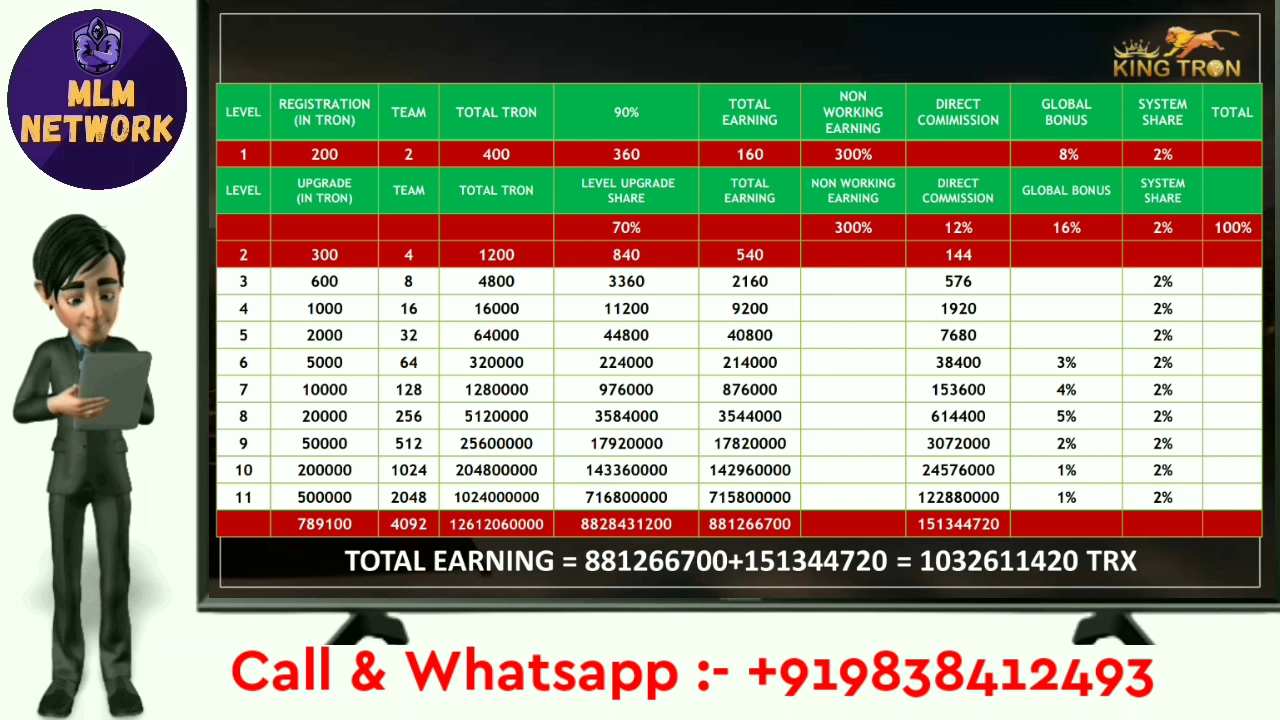 MLM
NETWORK
KING TRON
LEVEL REGISTRATION (IN TRON) TEAM TOTAL TRON 90% TOTAL EARNING NON WORKING EARNING DIRECT COMMISSION GLOBAL BONUS SYSTEM SHARE TOTAL
1 200 2 400 360 160 300% 8% 2%
LEVEL UPGRADE (IN TRON) TEAM TOTAL TRON LEVEL UPGRADE SHARE TOTAL EARNING NON WORKING EARNING DIRECT COMMISSION GLOBAL BONUS SYSTEM SHARE
70% 300% 12% 16% 2% 100%
2 300 4 1200 840 540 144
3 600 8 4800 3360 2160 576 2%
4 1000 16 16000 11200 9200 1920 2%
5 2000 32 64000 44800 40800 7680 2%
6 5000 64 320000 224000 214000 38400 3% 2%
7 10000 128 1280000 976000 876000 153600 4% 2%
8 20000 256 5120000 3584000 3544000 614400 5% 2%
9 50000 512 25600000 17920000 17820000 3072000 2% 2%
10 200000 1024 204800000 143360000 142960000 24576000 1% 2%
11 500000 2048 1024000000 716800000 715800000 122880000 1% 2%
789100 4092 12612060000 8828431200 881266700 151344720
TOTAL EARNING = 881266700+151344720 = 1032611420 TRX
Call & Whatsapp :- +919838412493